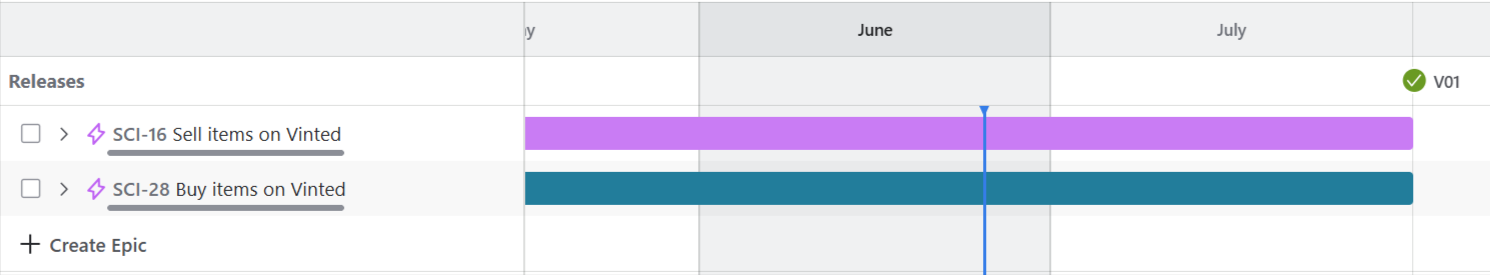 June
July
Releases
V01
SCI-16 Sell items on Vinted
SCI-28 Buy items on Vinted
Create Epic